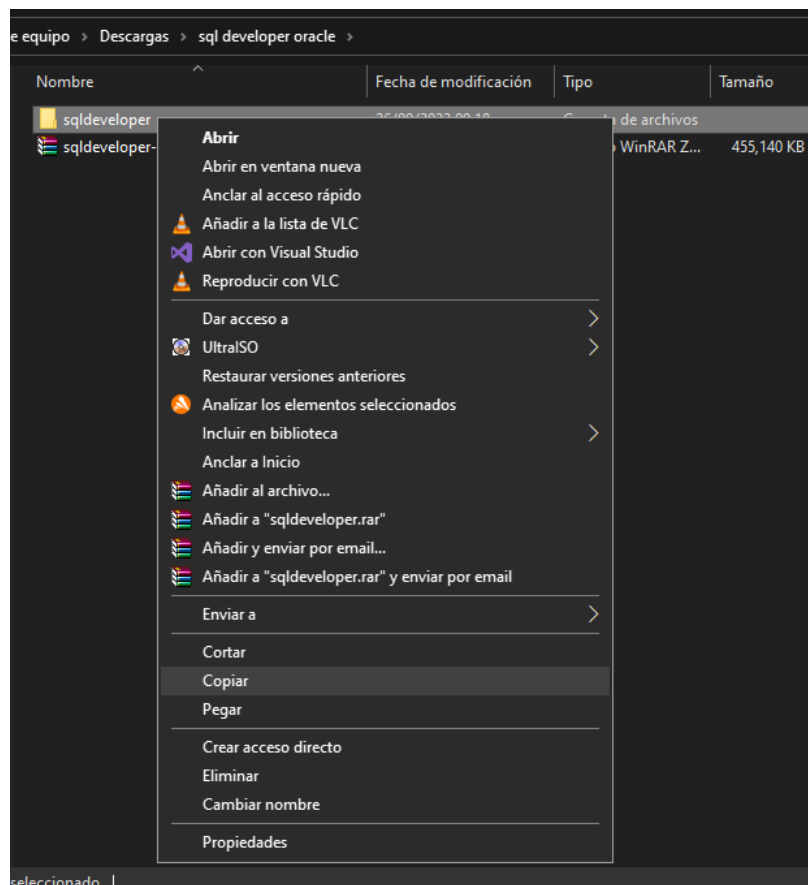 e equipo > Descargas > sql developer oracle >
Nombre Fecha de modificación Tipo Tamaño
sqldeveloper de archivos
sqldeveloper- WinRAR Z... 455,140 KB
Abrir
Abrir en ventana nueva
Anclar al acceso rápido
Añadir a la lista de VLC
Abrir con Visual Studio
Reproducir con VLC
Dar acceso a
UltraISO
Restaurar versiones anteriores
Analizar los elementos seleccionados
Incluir en biblioteca
Anclar a Inicio
Añadir al archivo...
Añadir a "sqldeveloper.rar"
Añadir y enviar por email...
Añadir a "sqldeveloper.rar" y enviar por email
Enviar a
Cortar
Copiar
Pegar
Crear acceso directo
Eliminar
Cambiar nombre
Propiedades
seleccionado